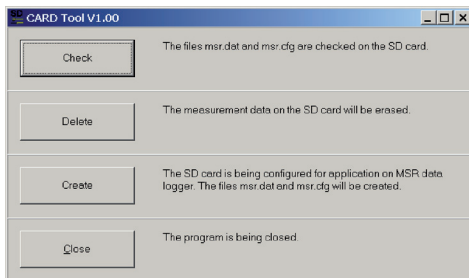 SD
CARD Tool V1.00
Check
The files msr.dat and msr.cfg are checked on the SD card.
Delete
The measurement data on the SD card will be erased.
Create
The SD card is being configured for application on MSR data
logger. The files msr.dat and msr.cfg will be created.
Close
The program is being closed.